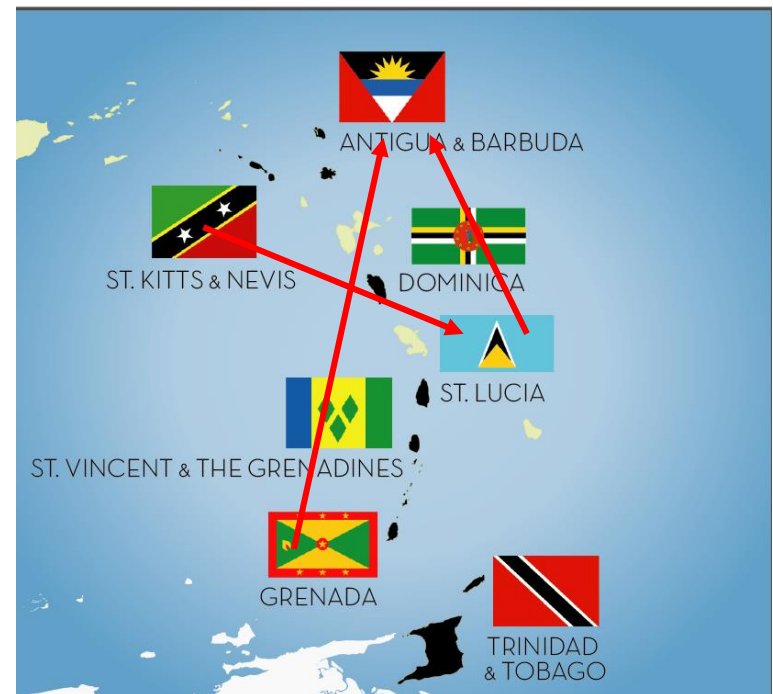 ANTIGUA & BARBUDA
ST. KITTS & NEVIS
DOMINICA
ST. LUCIA
ST. VINCENT & THE GRENADINES
GRENADA
TRINIDAD
& TOBAGO